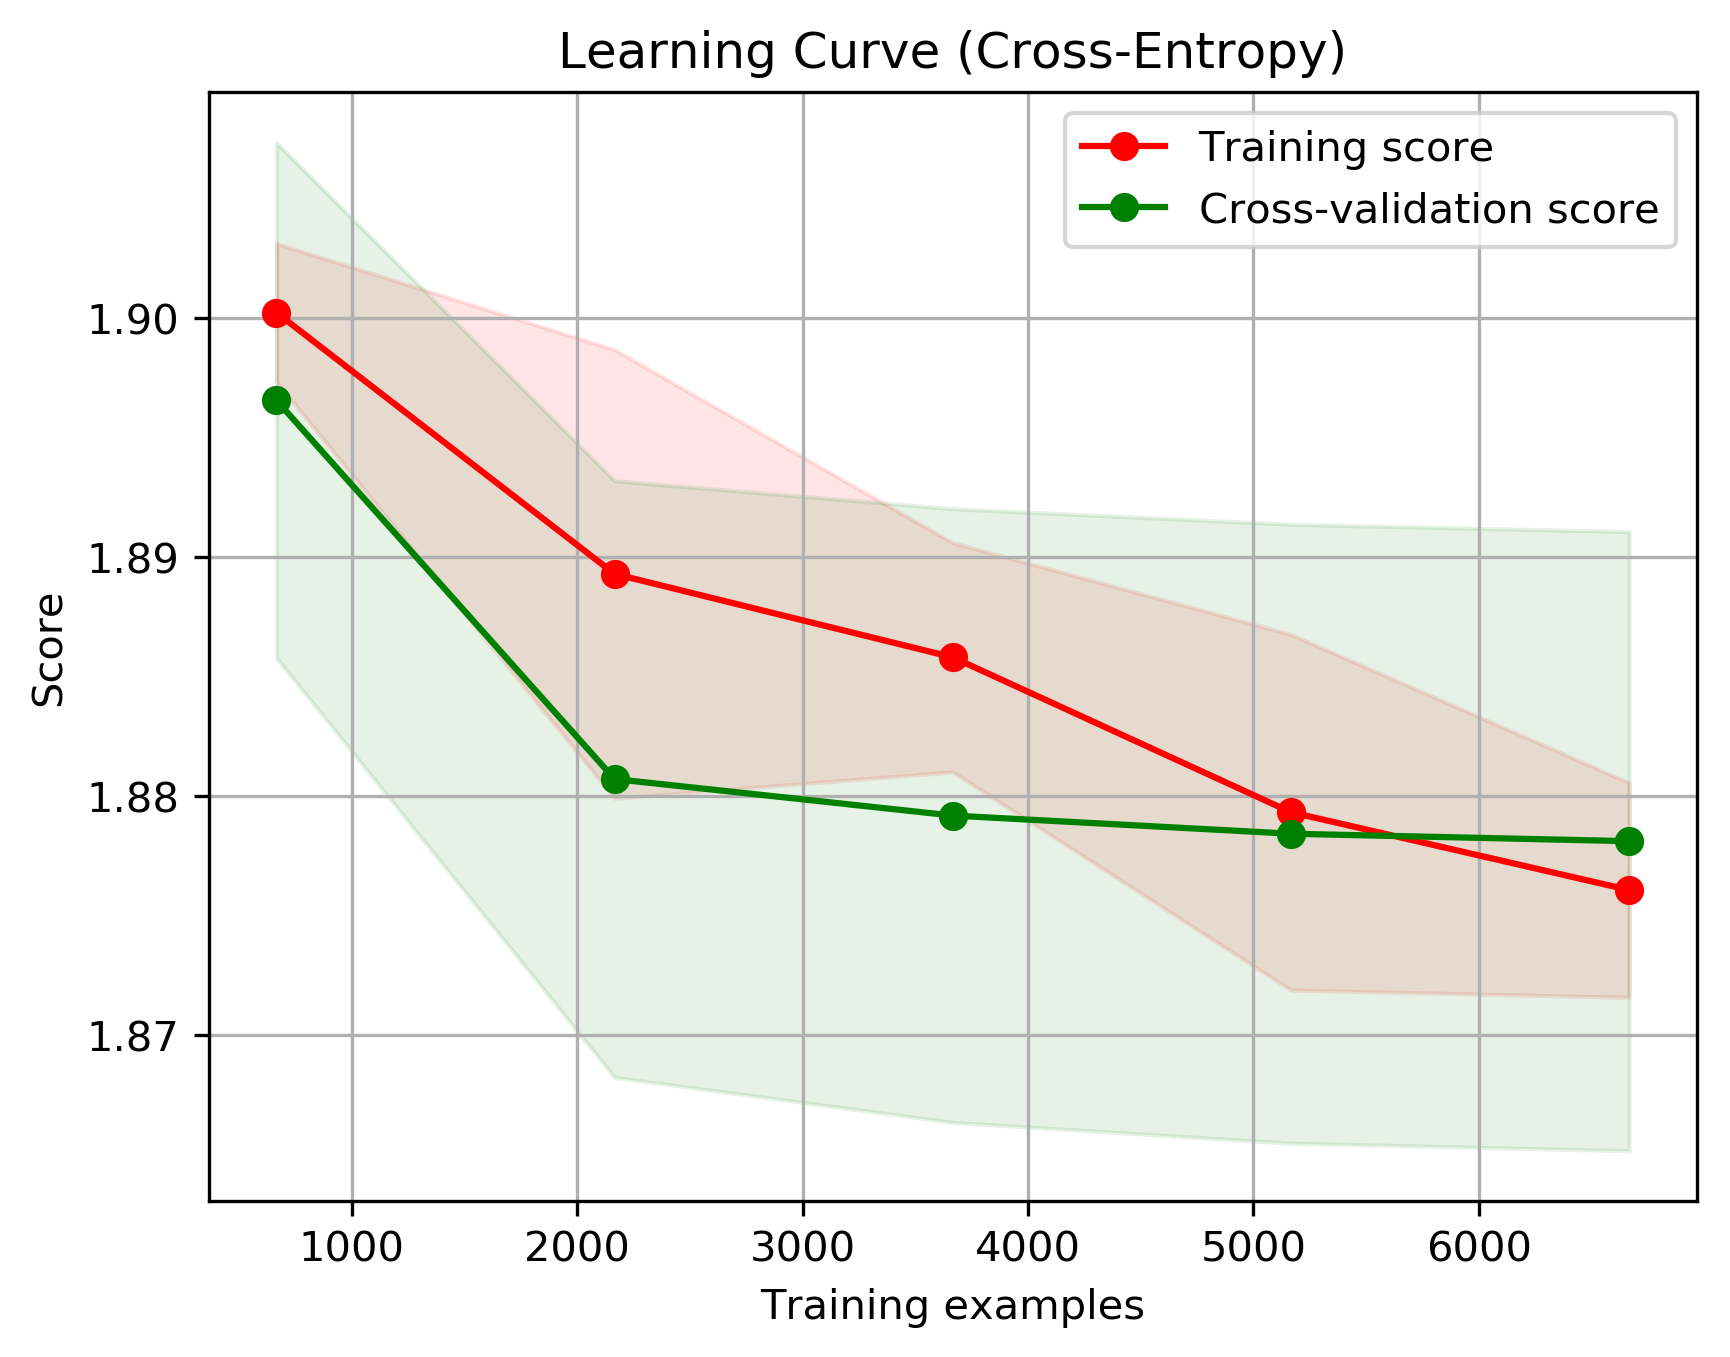 Learning Curve (Cross-Entropy)
Training score
Cross-validation score
1.90
1.89
1.88
1.87
Score
1000 2000 3000 4000 5000 6000
Training examples